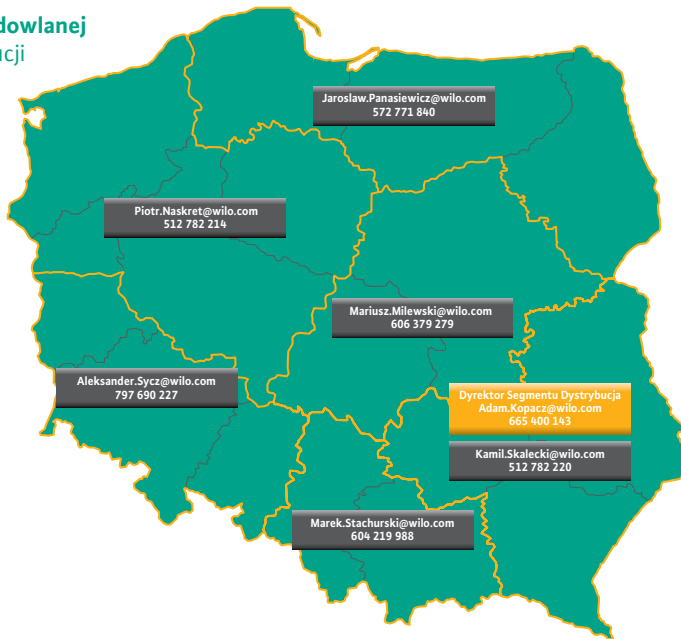 dowlanej
cji
Jaroslaw.Panasiewicz@wilo.com
572 771 840
Piotr.Naskret@wilo.com
512 782 214
Mariusz.Milewski@wilo.com
606 379 279
Aleksander.Sycz@wilo.com
797 690 227
Dyrektor Segmentu Dystrybucja
Adam.Kopacz@wilo.com
665 400 143
Kamil.Skalecki@wilo.com
512 782 220
Marek.Stachurski@wilo.com
604 219 988